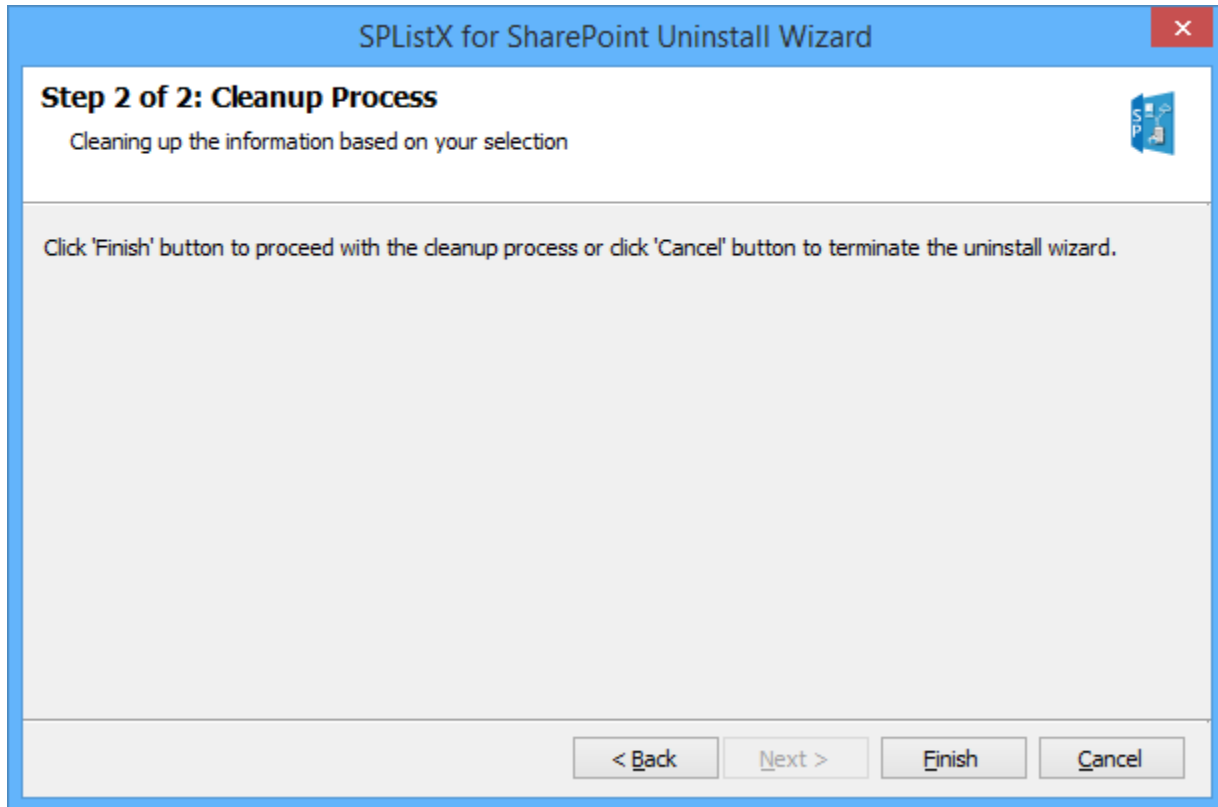 SPListX for SharePoint Uninstall Wizard
×
Step 2 of 2: Cleanup Process
Cleaning up the information based on your selection
S
P
Click 'Finish' button to proceed with the cleanup process or click 'Cancel' button to terminate the uninstall wizard.
< Back
Next >
Finish
Cancel